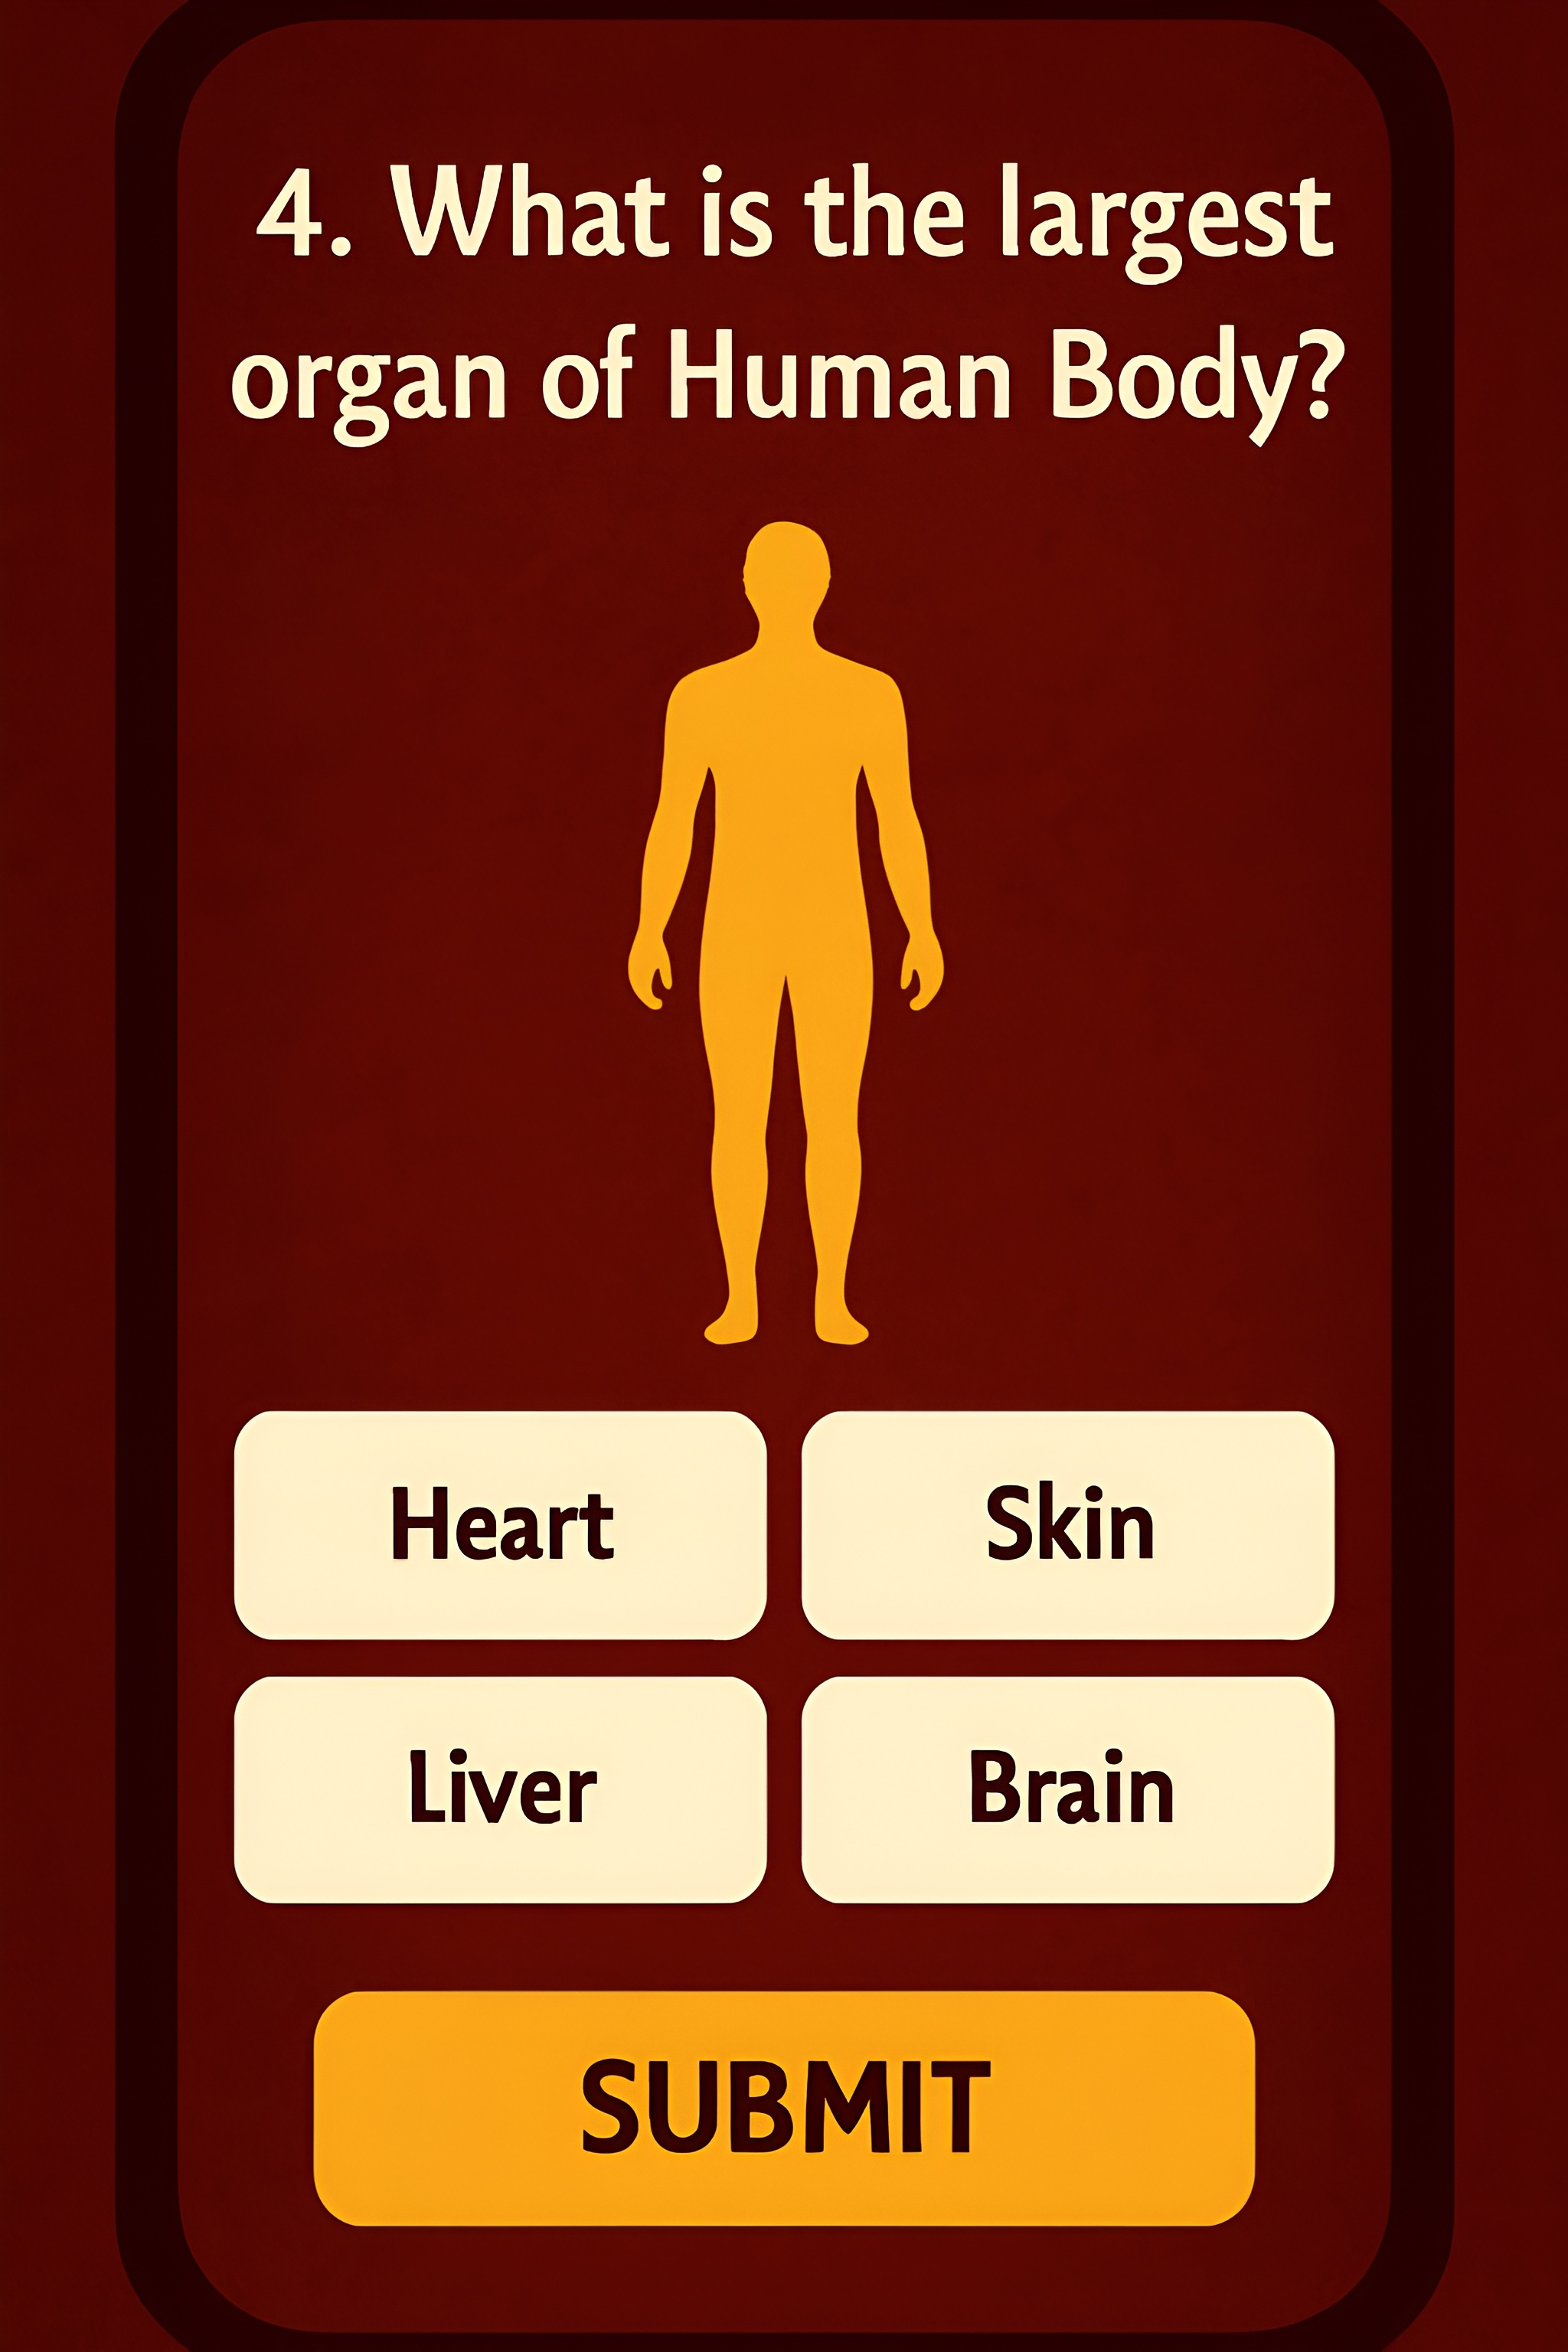 4. What is the largest
organ of Human Body?
Heart
Skin
Liver
Brain
SUBMIT